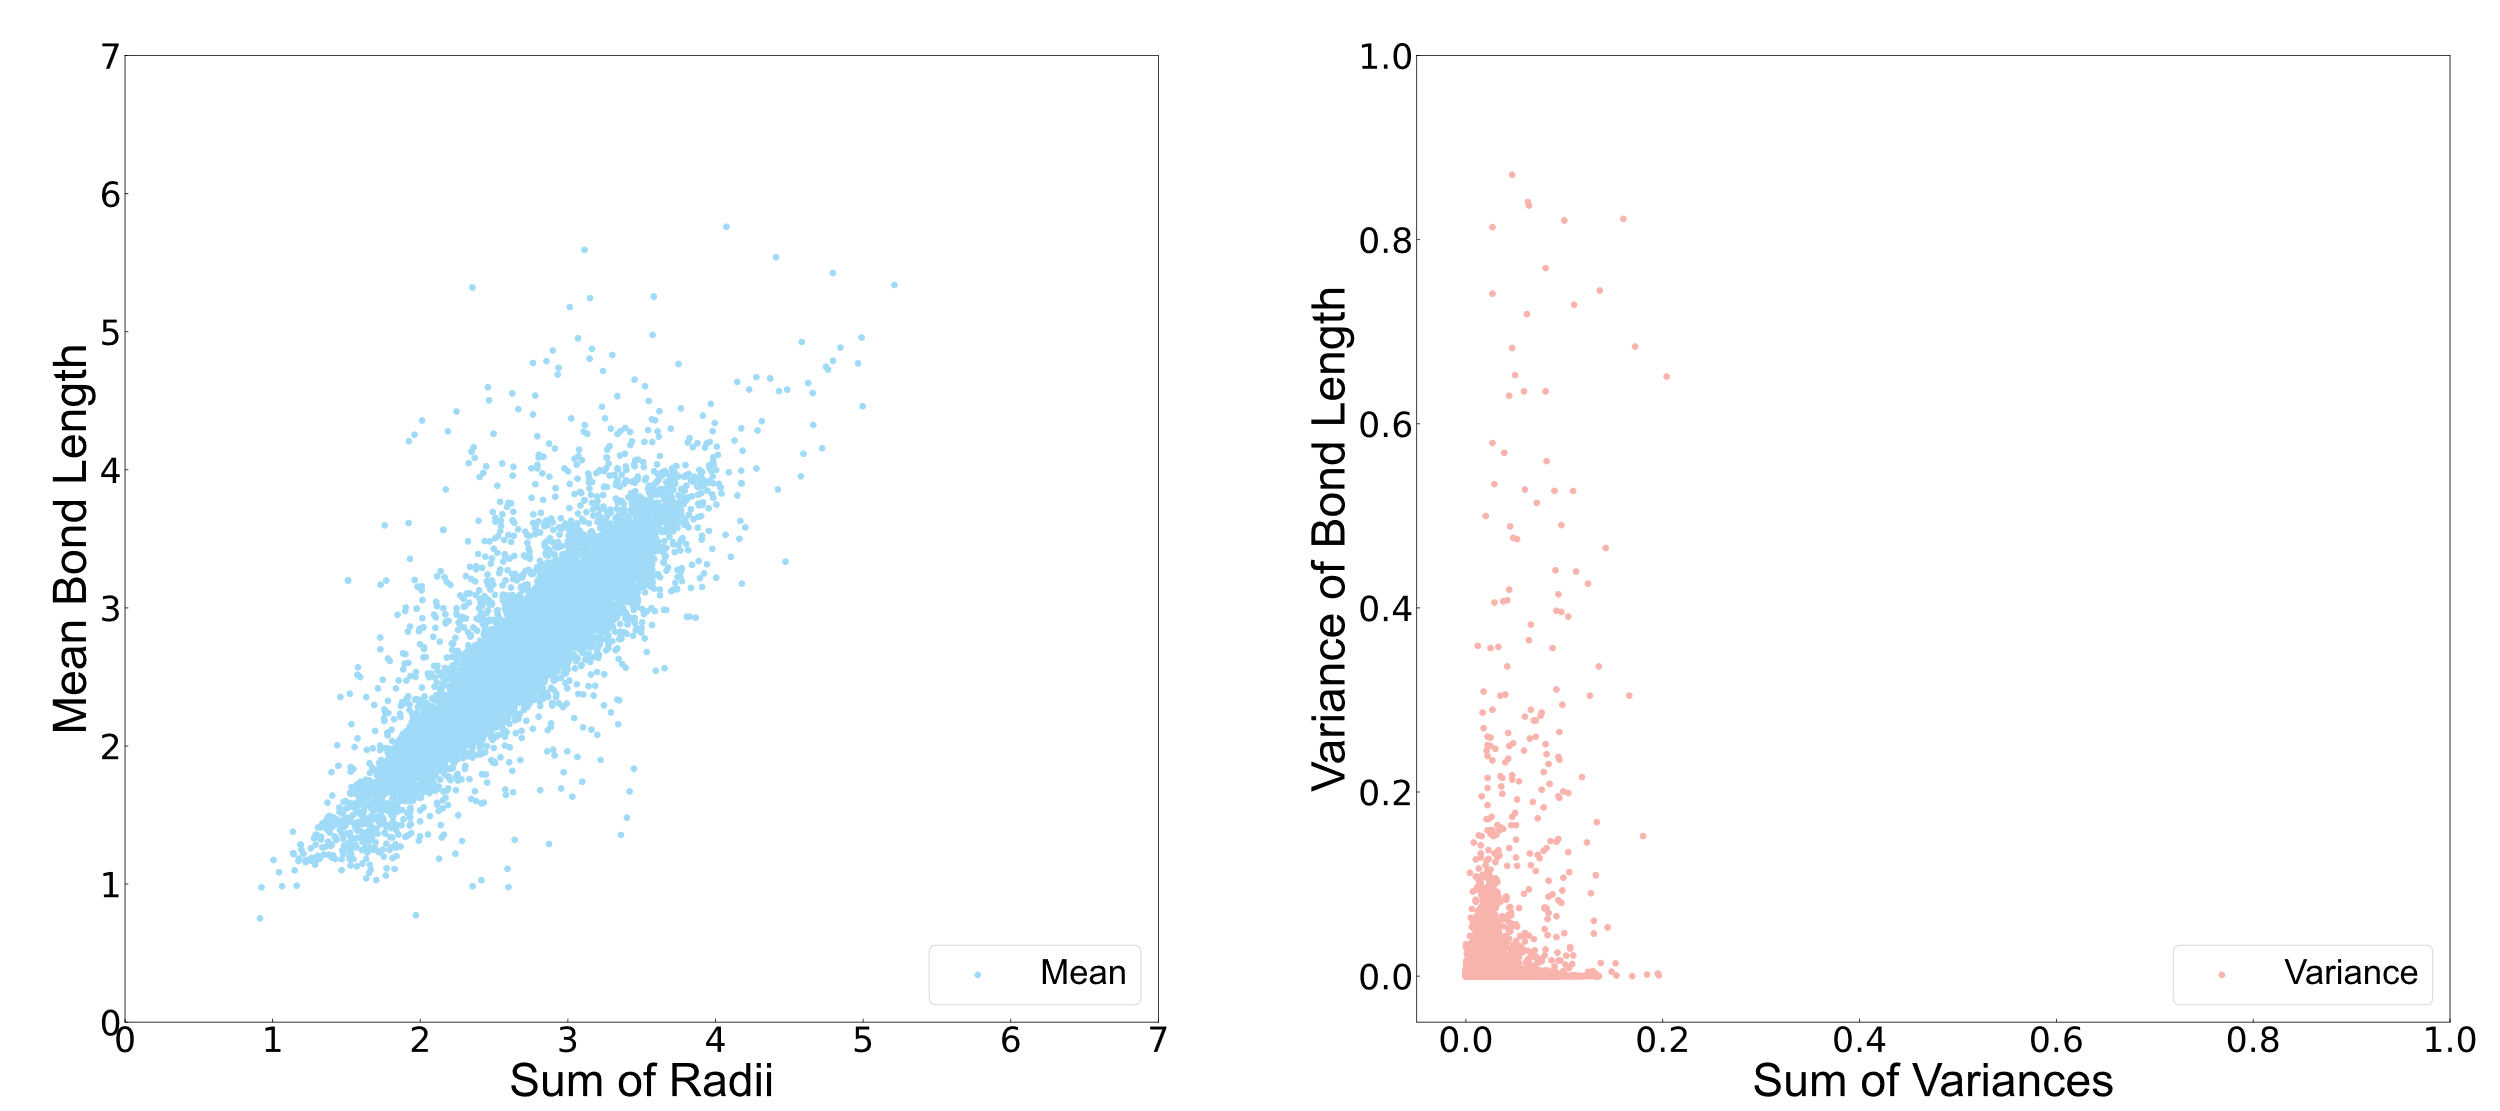 7
6
5
4
3
2
1
0
0 1 2 3 4 5 6 7
Mean Bond Length
Sum of Radii
Mean
1.0
0.8
0.6
0.4
0.2
0.0
0.0 0.2 0.4 0.6 0.8 1.0
Variance of Bond Length
Sum of Variances
Variance